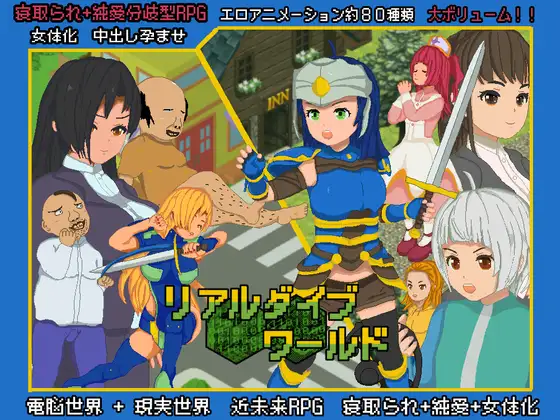 寝取られ+純愛分岐型RPG エロアニメーション約80種類 大ボリューム!!
女体化 中出し孕ませ
INN
リアルダイブ
ワールド
電脳世界 + 現実世界 近未来RPG 寝取られ+純愛+女体化